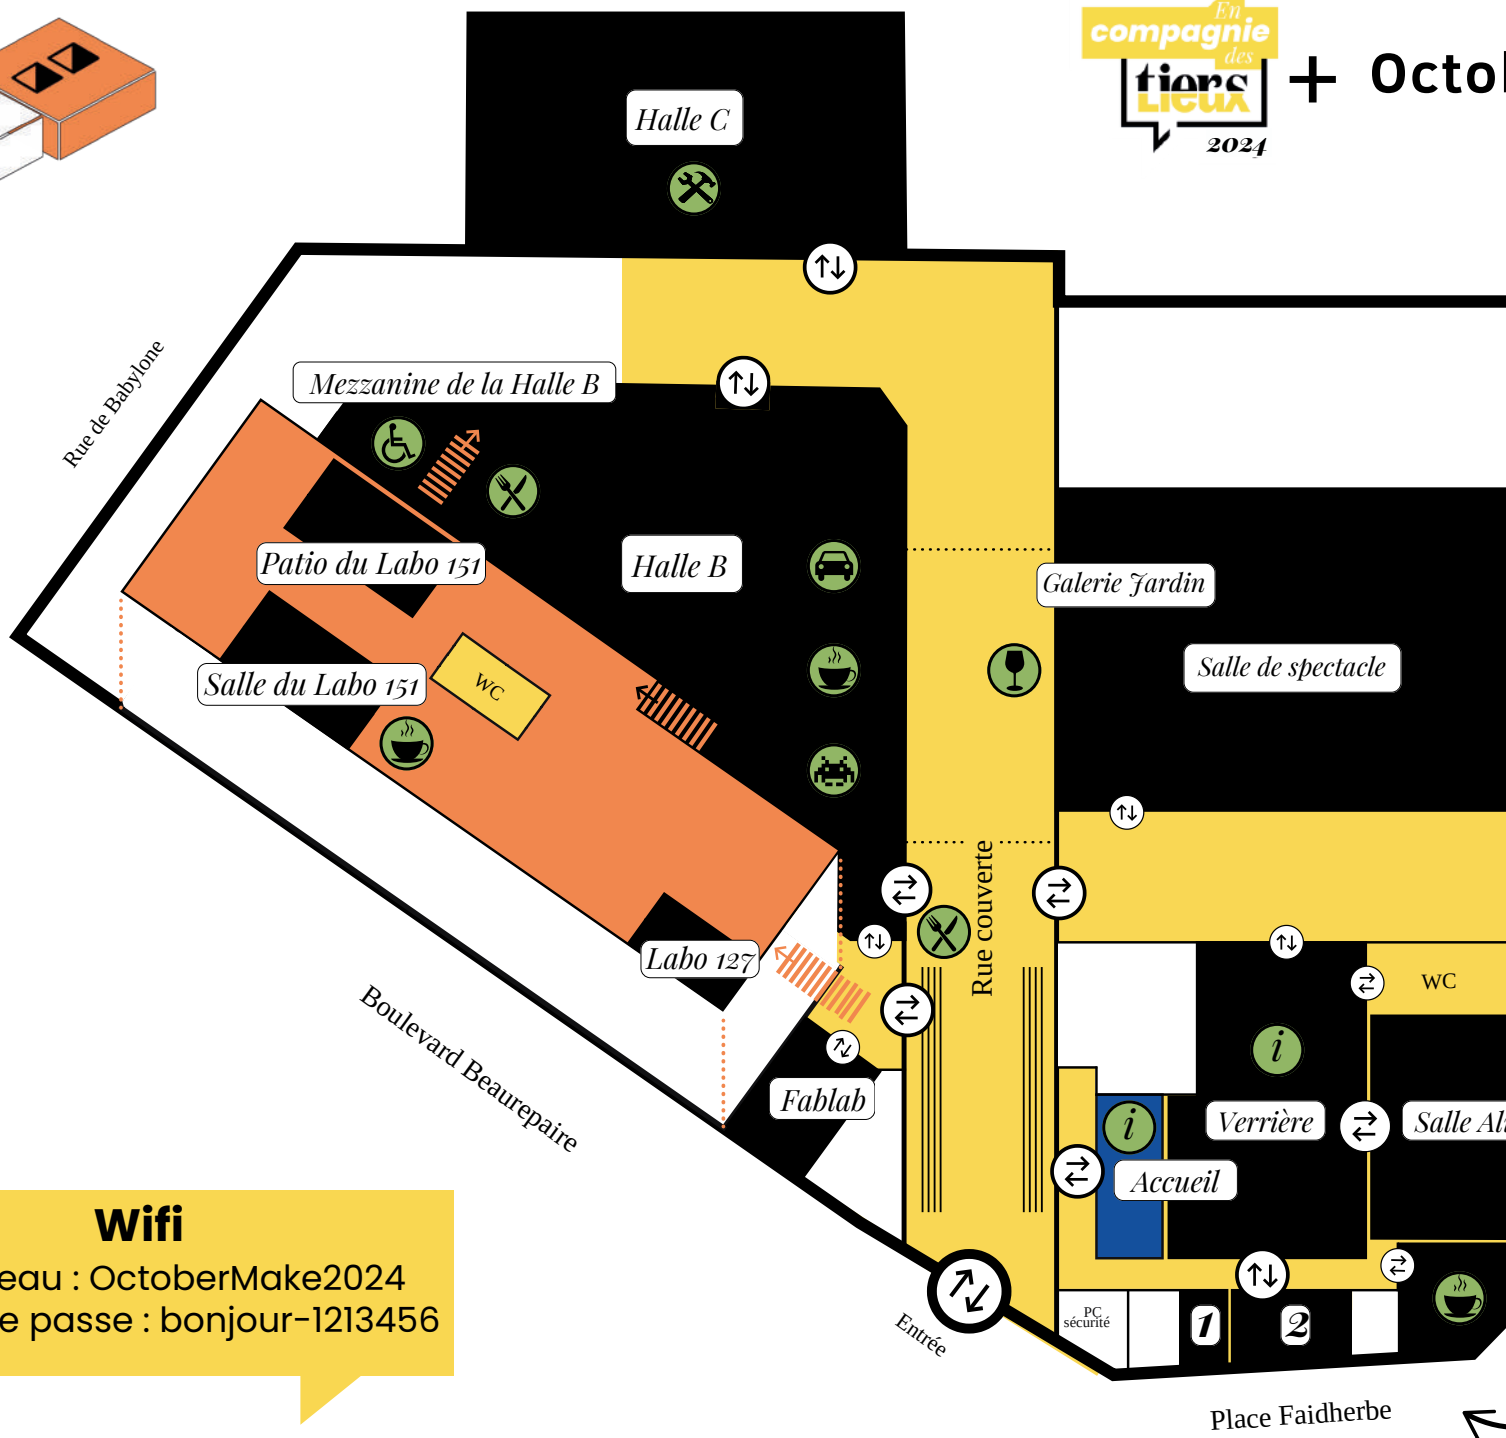 En
compagnie
des
tiers
Lieux
2024
+ Octo
Halle C
Rue de Babylone
Mezzanine de la Halle B
Patio du Labo 151
Halle B
Galerie Jardin
Salle de spectacle
Salle du Labo 151
WC
Rue couverte
Labo 127
WC
Boulevard Beaurepaire
i
Fablab
i
Verrière
Salle Al
Accueil
Wifi
eau : OctoberMake2024
e passe : bonjour-1213456
Entrée
PC
sécurité
1
2
Place Faidherbe